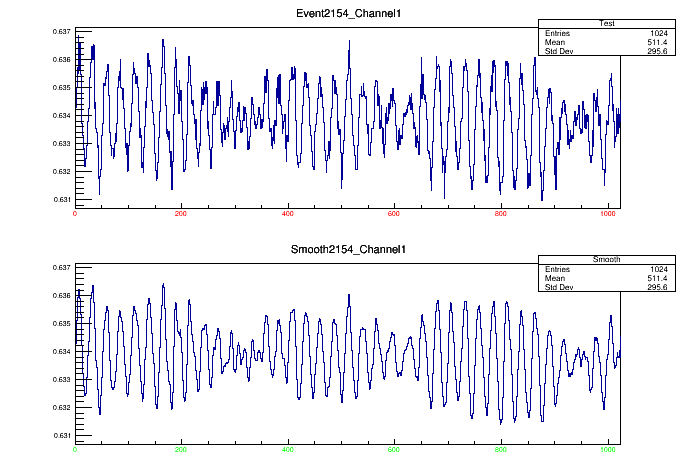 Event2154_Channel1
Test
Entries 1024
Mean 511.4
Std Dev 295.6
0.637
0.636
0.635
0.634
0.633
0.632
0.631
0 200 400 600 800 1000
Smooth2154_Channel1
Smooth
Entries 1024
Mean 511.4
Std Dev 295.6
0.637
0.636
0.635
0.634
0.633
0.632
0.631
0 200 400 600 800 1000